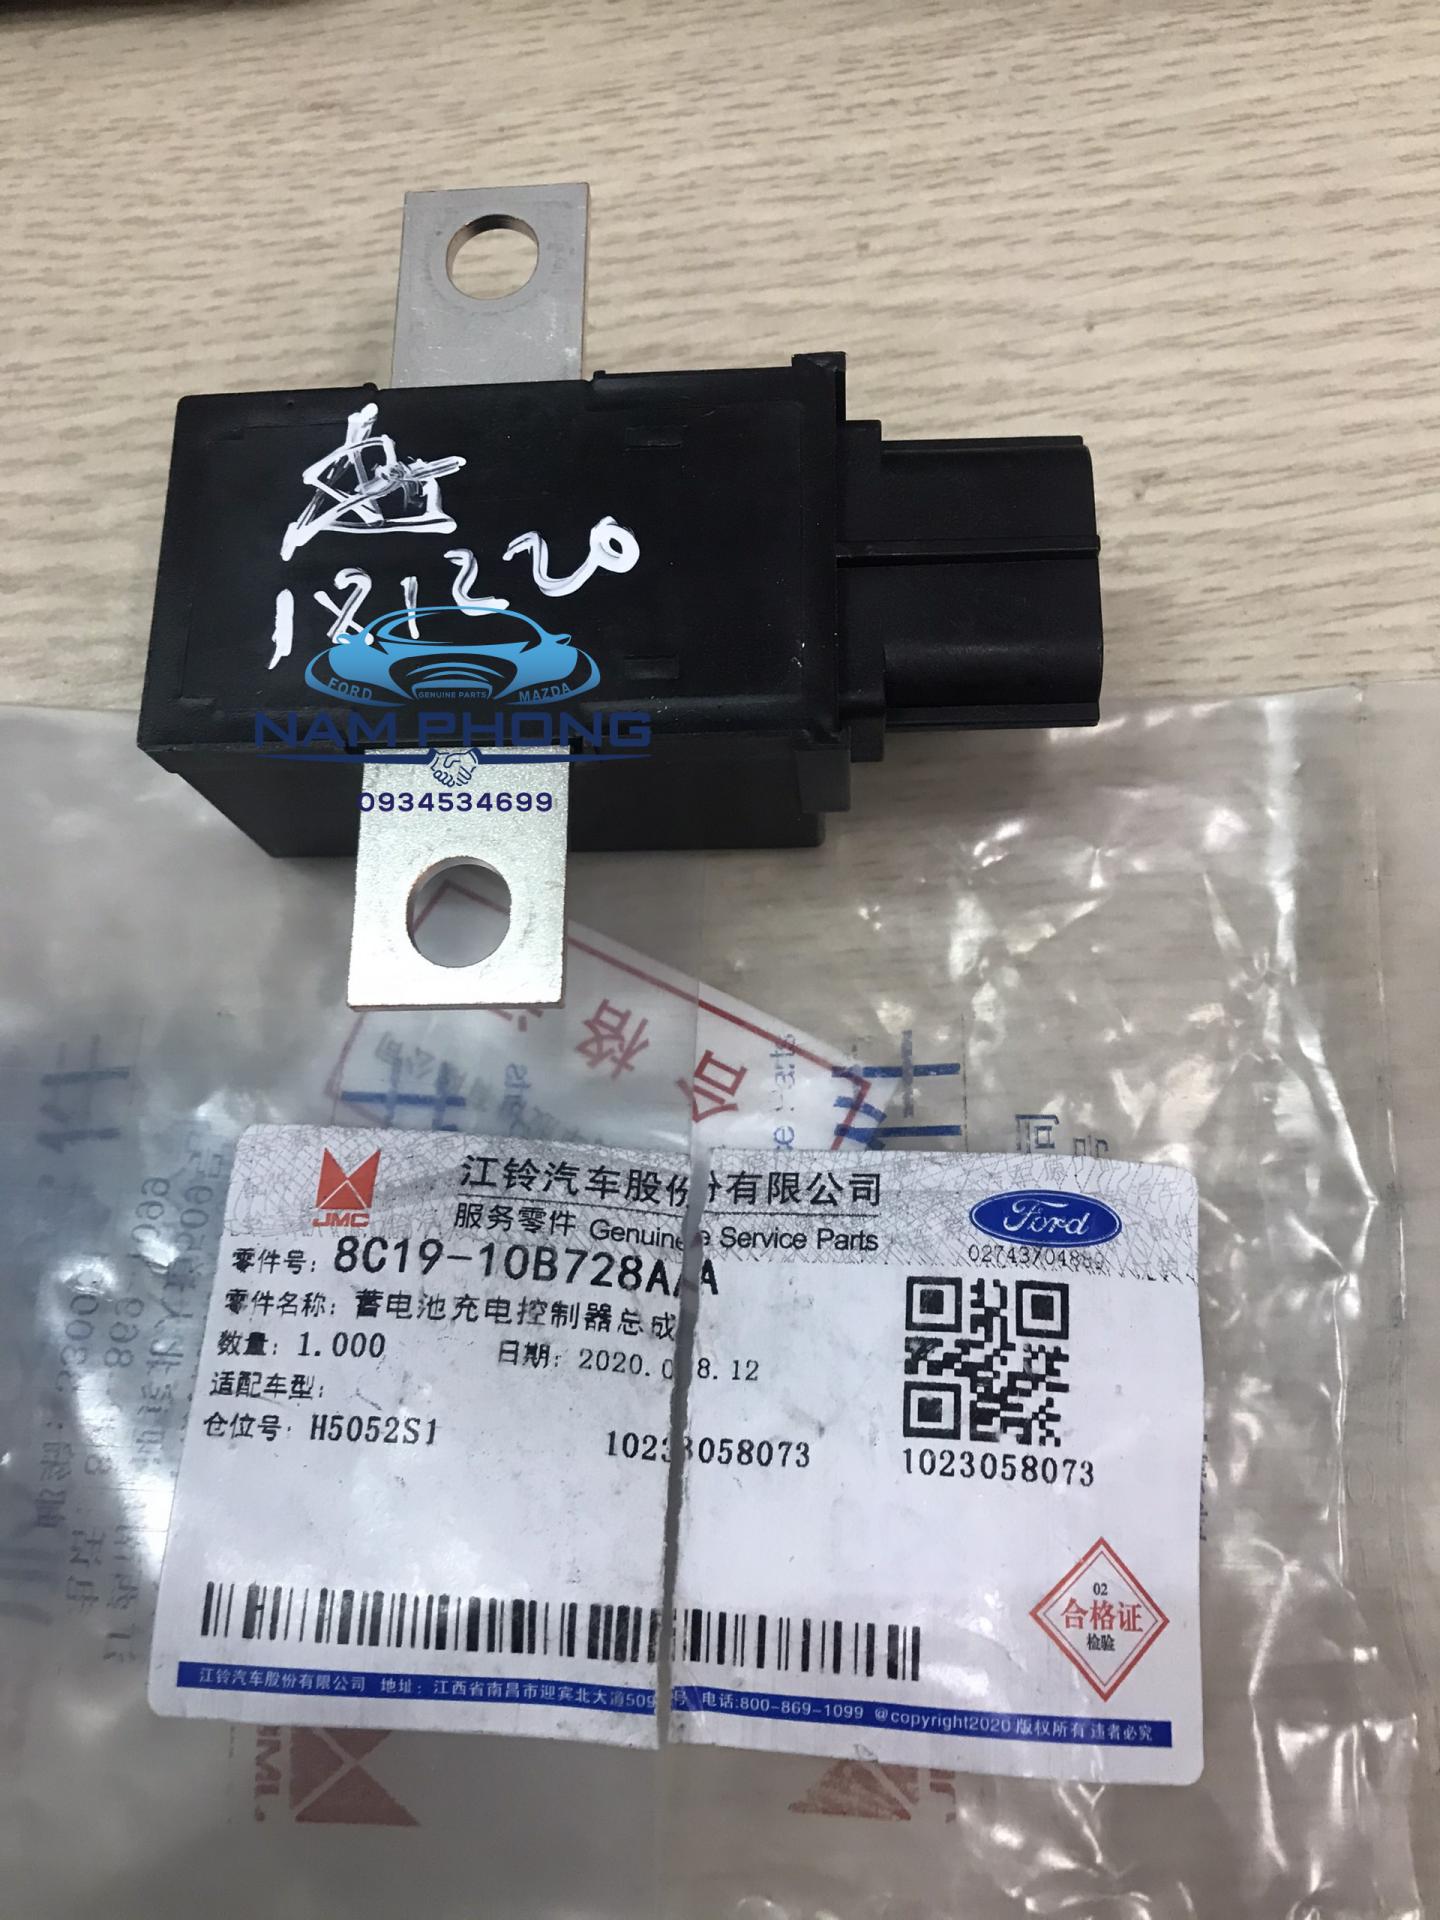 181220
FORD
GENUINE PARTS
MAZDA
NAM PHONG
0934534699
合格证
JMC
江铃汽车股份有限公司
服务零件 Genuine Service Parts
Ford
零件号: 8C19-10B728AA
零件名称: 蓄电池充电控制器总成
数量: 1.000 日期: 2020.08.12
适配车型:
仓位号: H5052S1
1023058073
1023058073
02
合格证
检验
江铃汽车股份有限公司 地址: 江西省南昌市迎宾北大道509号 电话:800-869-1099 @copyright2020 版权所有 违者必究